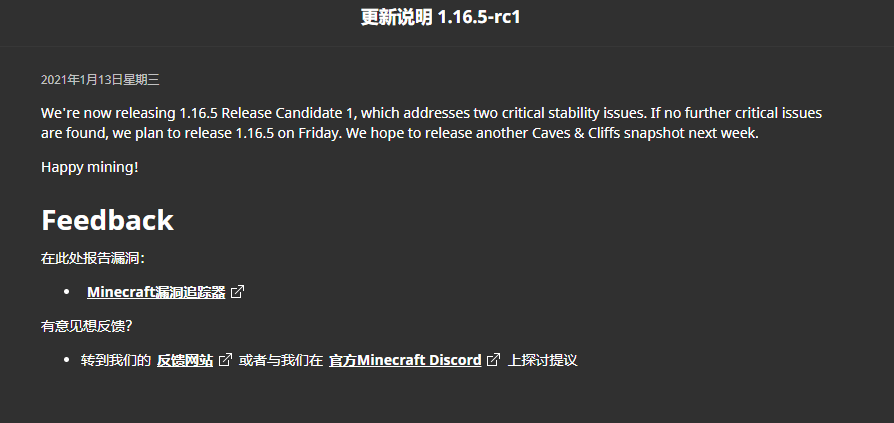 更新说明 1.16.5-rc1
2021年1月13日星期三
We're now releasing 1.16.5 Release Candidate 1, which addresses two critical stability issues. If no further critical issues
are found, we plan to release 1.16.5 on Friday. We hope to release another Caves & Cliffs snapshot next week.
Happy mining!
Feedback
在此处报告漏洞：
• Minecraft漏洞追踪器
有意见想反馈？
• 转到我们的 反馈网站 或者与我们在 官方Minecraft Discord 上探讨提议